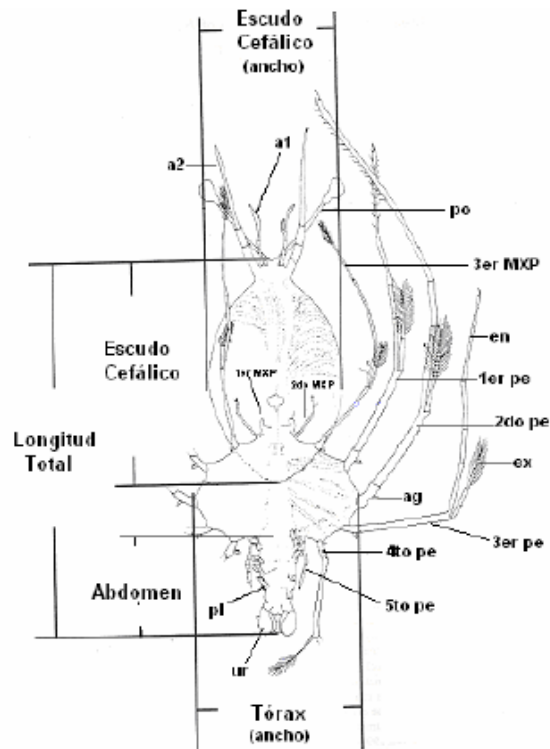 Escudo
Cefálico
(ancho)
a1
a2
po
3er MXP
en
Escudo
Cefálico
1er MXP
2do MXP
1er pe
2do pe
Longitud
Total
ex
ag
3er pe
4to pe
Abdomen
5to pe
pl
ur
Tórax
(ancho)